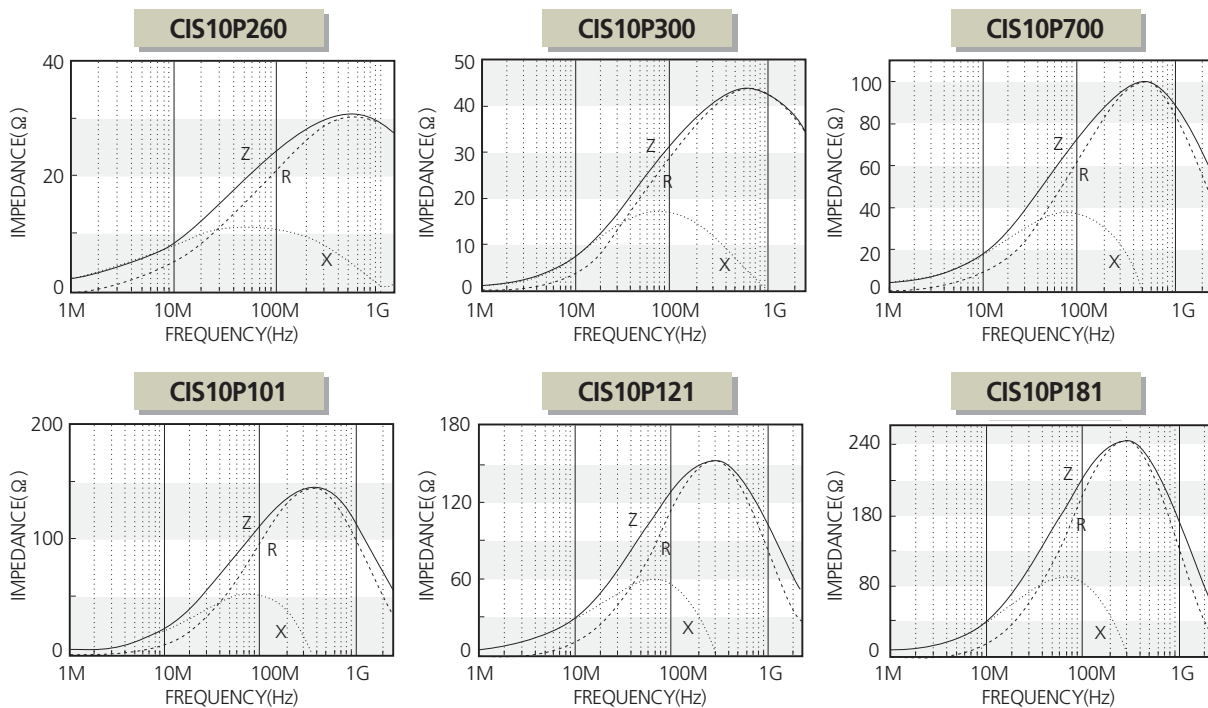 CIS10P260
CIS10P300
CIS10P700
IMPEDANCE(Ω)
40
20
0
Z
R
X
1M 10M 100M 1G
FREQUENCY(Hz)
IMPEDANCE(Ω)
50
40
30
20
10
0
Z
R
X
1M 10M 100M 1G
FREQUENCY(Hz)
IMPEDANCE(Ω)
100
80
60
40
20
0
Z
R
X
1M 10M 100M 1G
FREQUENCY(Hz)
CIS10P101
CIS10P121
CIS10P181
IMPEDANCE(Ω)
200
100
0
Z
R
X
1M 10M 100M 1G
FREQUENCY(Hz)
IMPEDANCE(Ω)
180
120
60
0
Z
R
X
1M 10M 100M 1G
FREQUENCY(Hz)
IMPEDANCE(Ω)
240
180
80
0
Z
R
X
1M 10M 100M 1G
FREQUENCY(Hz)